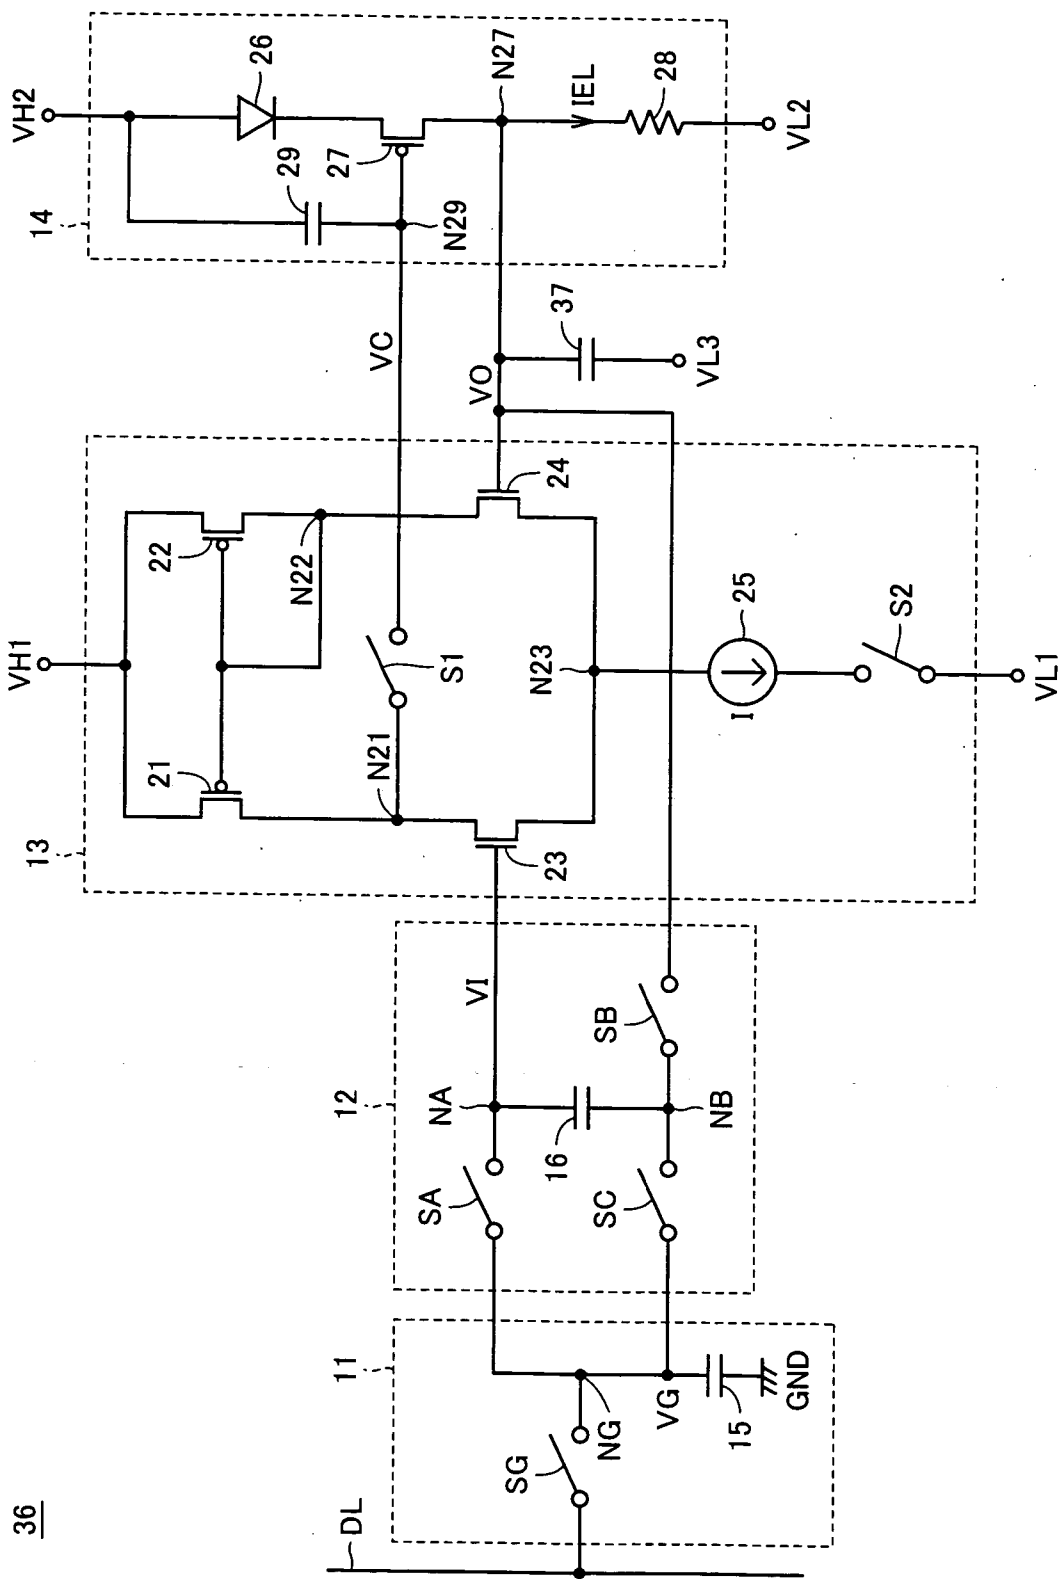 36
DL
11
SG
NG
VG
15
GND
12
SA
NA
VI
16
SC
SB
NB
13
VH1
21
22
N21
N22
S1
23
24
N23
25
I
S2
VL1
VC
VO
37
VL3
14
VH2
26
29
27
N29
N27
IEL
28
VL2